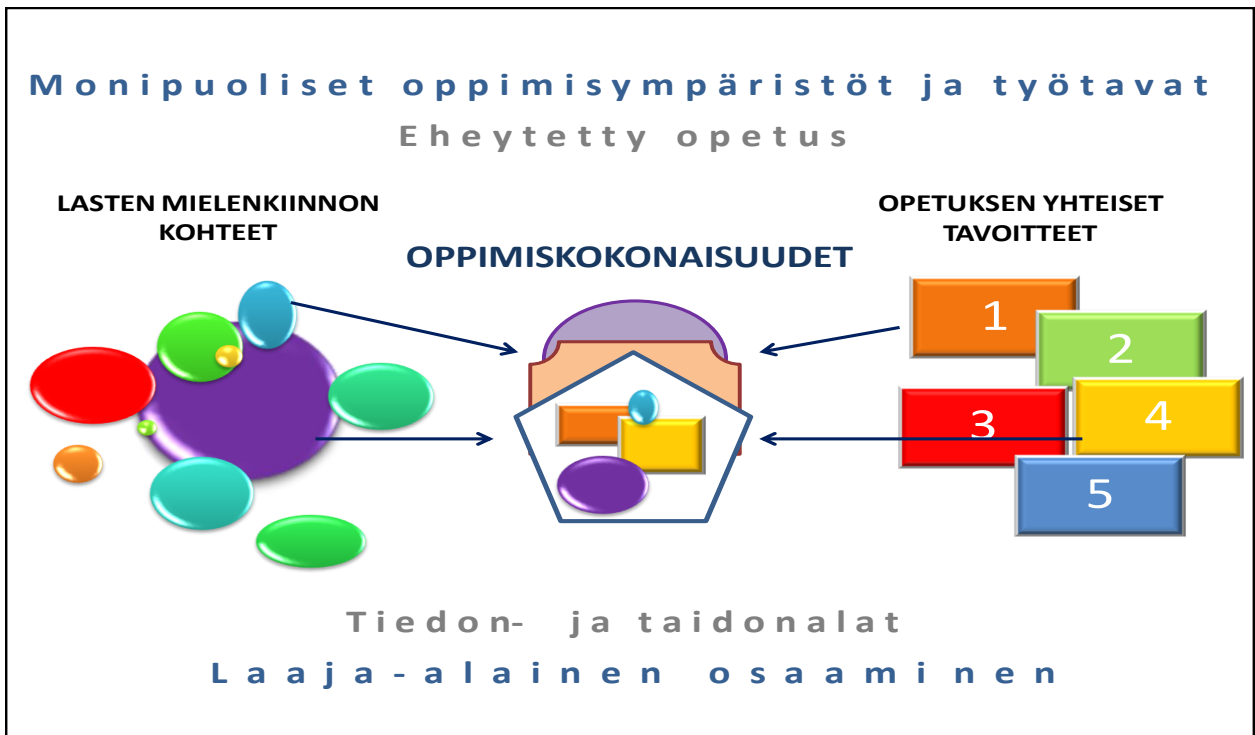 Monipuoliset oppimisympäristöt ja työtavat
Eheytetty opetus
LASTEN MIELENKIINNON
KOHTEET
OPPIMISKOKONAISUUDET
OPETUKSEN YHTEISET
TAVOITTEET
1
2
3
4
5
Tiedon- ja taidonalat
Laaja-alainen osaaminen